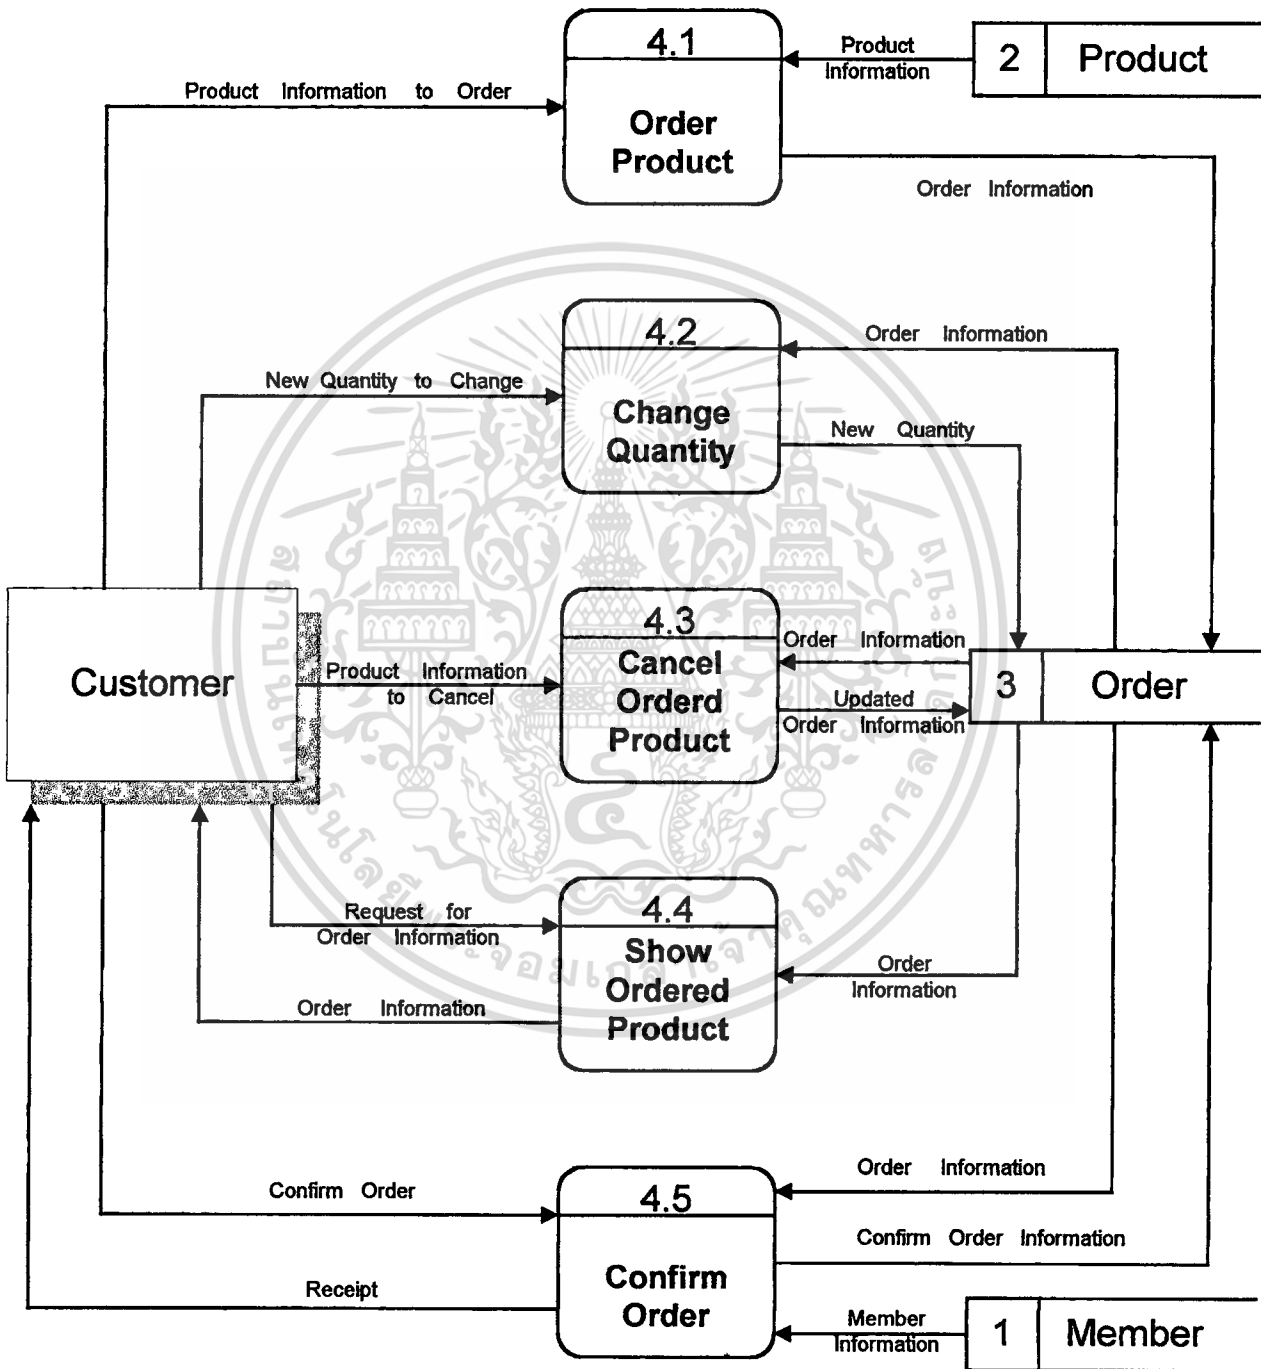 4.1
Order
Product
Product
Information
2 Product
Product Information to Order
Order Information
4.2
Change
Quantity
Order Information
New Quantity to Change
New Quantity
Customer
Product Information
to Cancel
4.3
Cancel
Orderd
Product
Order Information
Updated
Order Information
3 Order
Request for
Order Information
Order Information
4.4
Show
Ordered
Product
Order
Information
Confirm Order
Receipt
4.5
Confirm
Order
Order Information
Confirm Order Information
Member
Information
1 Member